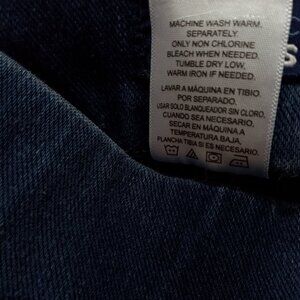 MACHINE WASH WARM.
SEPARATELY.
ONLY NON CHLORINE
BLEACH WHEN NEEDED.
TUMBLE DRY LOW,
WARM IRON IF NEEDED.
LAVAR A MÁQUINA EN TIBIO.
POR SEPARADO.
USAR SOLO BLANQUEADOR SIN CLORO,
CUANDO SEA NECESARIO.
SECAR EN MÁQUINA A
TEMPERATURA BAJA.
PLANCHA TIBIA SI ES NECESARIO.